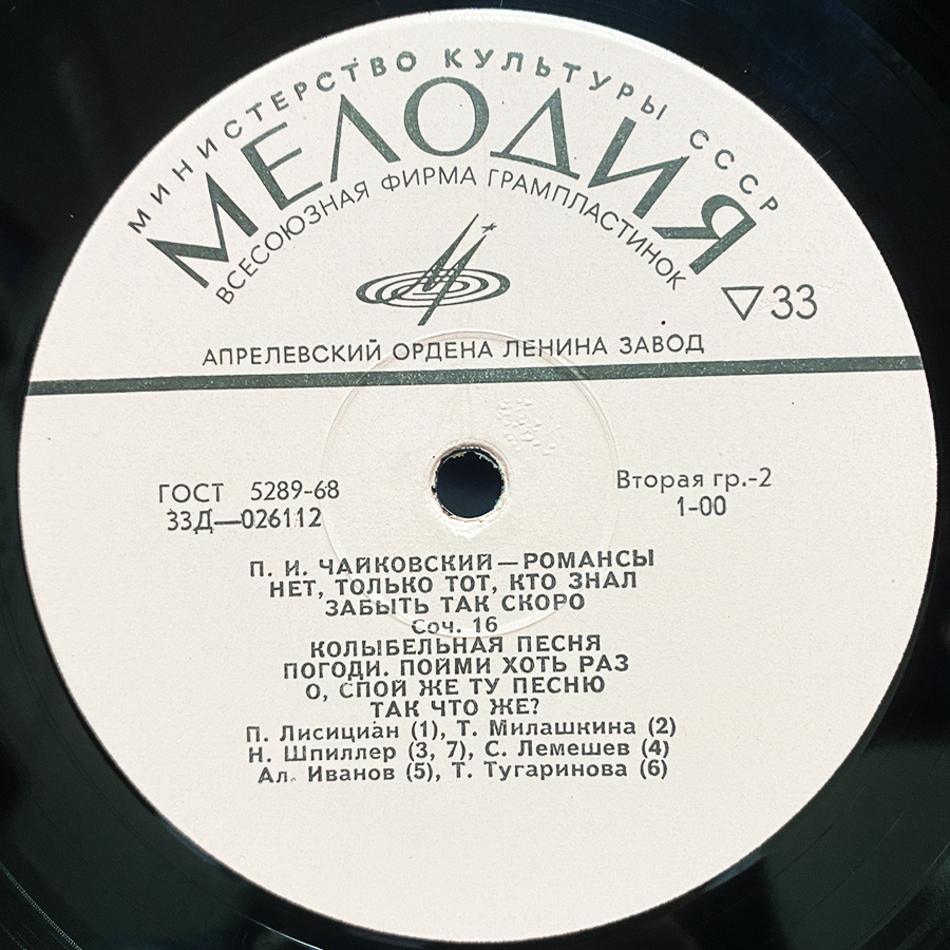 МИНИСТЕРСТВО КУЛЬТУРЫ СССР
МЕЛОДИЯ
ВСЕСОЮЗНАЯ ФИРМА ГРАМПЛАСТИНОК
▽33
АПРЕЛЕВСКИЙ ОРДЕНА ЛЕНИНА ЗАВОД
ГОСТ 5289-68
33Д—026112
Вторая гр.-2
1-00
П. И. ЧАЙКОВСКИЙ—РОМАНСЫ
НЕТ, ТОЛЬКО ТОТ, КТО ЗНАЛ
ЗАБЫТЬ ТАК СКОРО
Соч. 16
КОЛЫБЕЛЬНАЯ ПЕСНЯ
ПОГОДИ. ПОЙМИ ХОТЬ РАЗ
О, СПОЙ ЖЕ ТУ ПЕСНЮ
ТАК ЧТО ЖЕ?
П. Лисициан (1), Т. Милашкина (2)
Н. Шпиллер (3, 7), С. Лемешев (4)
Ал. Иванов (5), Т. Тугаринова (6)